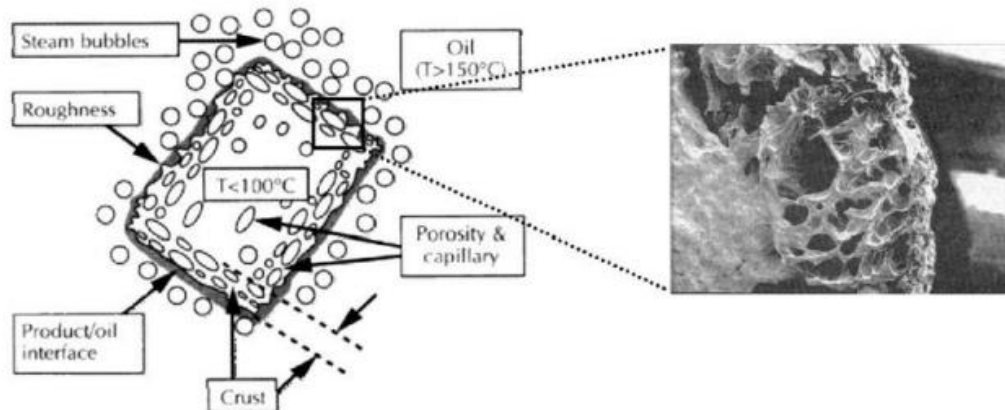 Steam bubbles
Oil
(T>150°C)
Roughness
T<100°C
Porosity &
capillary
Product/oil
interface
Crust